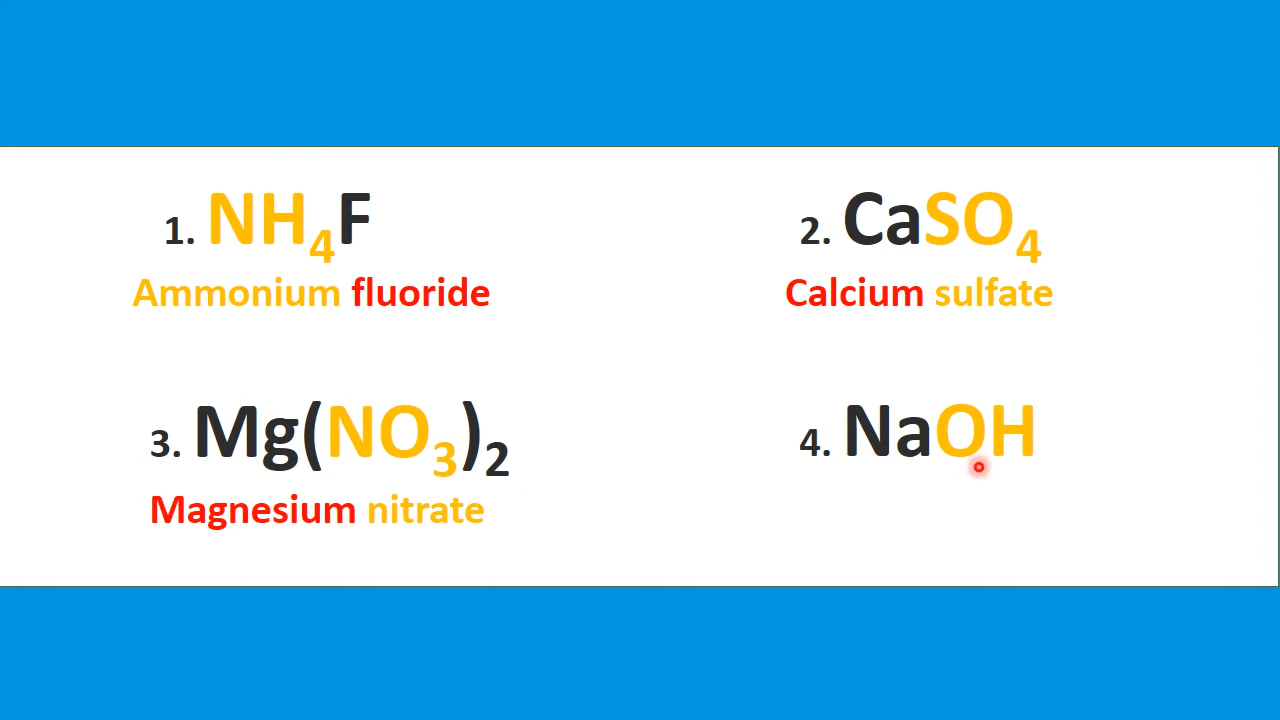 1. NH₄F
2. CaSO₄
Ammonium fluoride
Calcium sulfate
3. Mg(NO₃)₂
4. NaOH
Magnesium nitrate